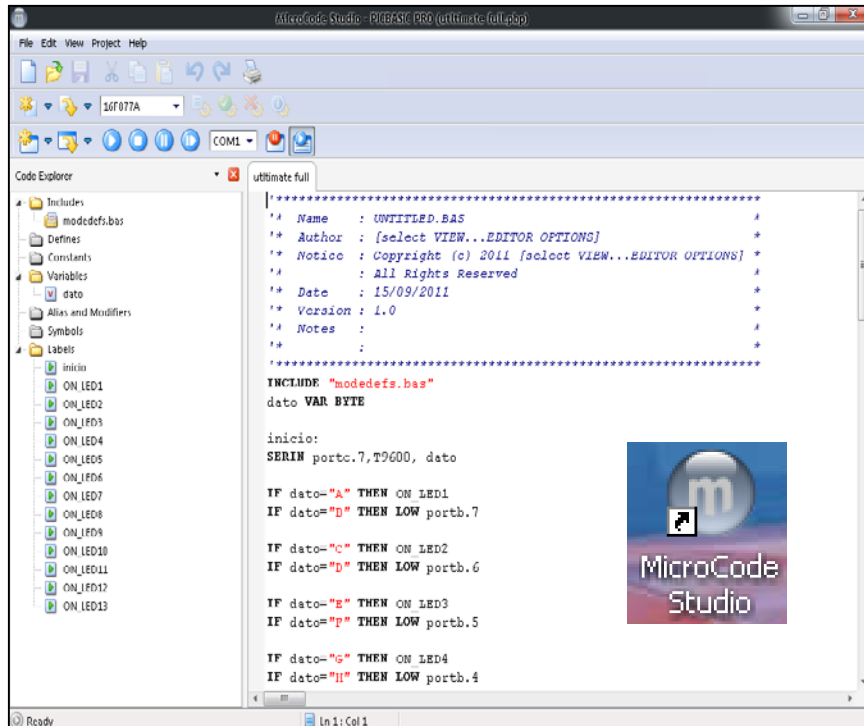 MicroCode Studio - PICBASIC PRO (utltimate full.pbp)
File Edit View Project Help
16F877A
COM1
Code Explorer
utltimate full
Includes
modedefs.bas
Defines
Constants
Variables
dato
Alias and Modifiers
Symbols
Labels
inicio
ON_LED1
ON_LED2
ON_LED3
ON_LED4
ON_LED5
ON_LED6
ON_LED7
ON_LED8
ON_LED9
ON_LED10
ON_LED11
ON_LED12
ON_LED13
'****************************************************************
'* Name : UNTITLED.BAS *
'* Author : [select VIEW...EDITOR OPTIONS] *
'* Notice : Copyright (c) 2011 [select VIEW...EDITOR OPTIONS] *
'* : All Rights Reserved *
'* Date : 15/09/2011 *
'* Version : 1.0 *
'* Notes : *
'* : *
'****************************************************************
INCLUDE "modedefs.bas"
dato VAR BYTE
inicio:
SERIN portc.7,T9600, dato
IF dato="A" THEN ON_LED1
IF dato="D" THEN LOW portb.7
IF dato="C" THEN ON_LED2
IF dato="D" THEN LOW portb.6
IF dato="E" THEN ON_LED3
IF dato="F" THEN LOW portb.5
IF dato="G" THEN ON_LED4
IF dato="H" THEN LOW portb.4
m
MicroCode
Studio
Ready
Ln 1 : Col 1